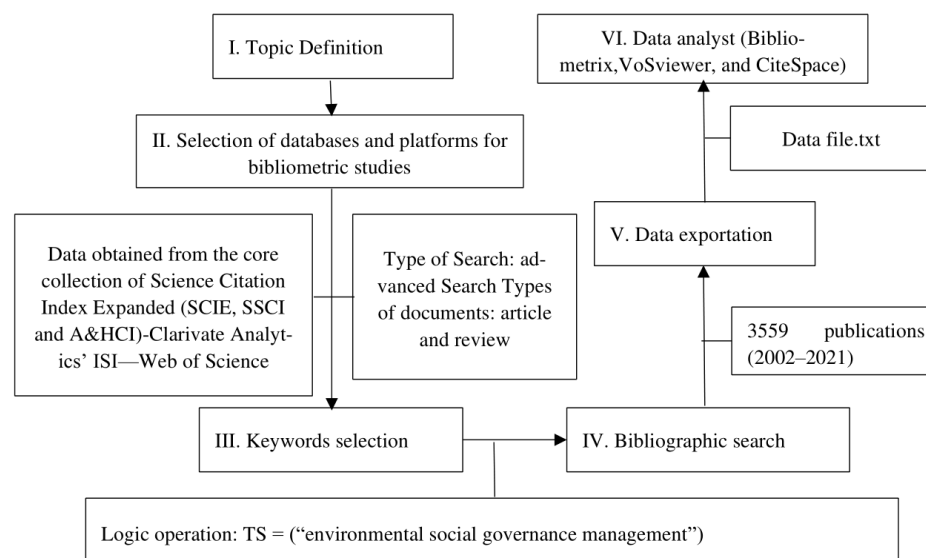 I. Topic Definition
II. Selection of databases and platforms for
bibliometric studies
Data obtained from the core
collection of Science Citation
Index Expanded (SCIE, SSCI
and A&HCI)-Clarivate Analyt-
ics’ ISI—Web of Science
Type of Search: ad-
vanced Search Types
of documents: article
and review
III. Keywords selection
Logic operation: TS = (“environmental social governance management”)
IV. Bibliographic search
3559 publications
(2002–2021)
V. Data exportation
Data file.txt
VI. Data analyst (Biblio-
metrix,VoSviewer, and CiteSpace)